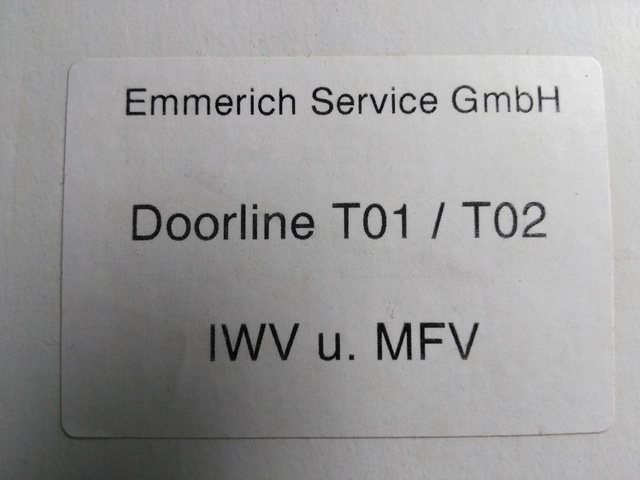 Emmerich Service GmbH
Doorline T01 / T02
IWV u. MFV